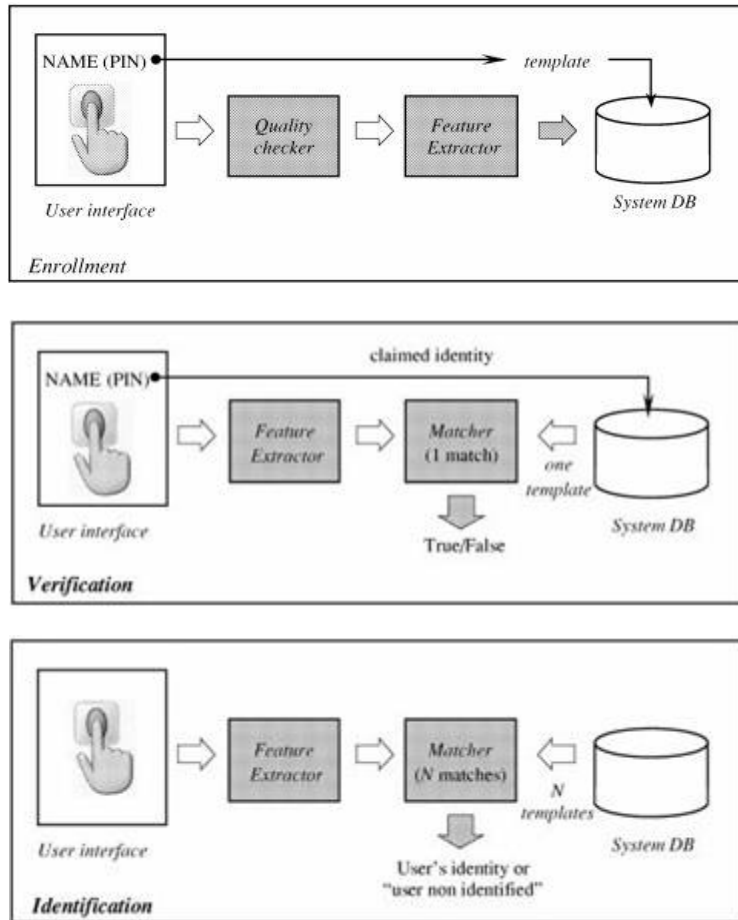 NAME (PIN)
template
Quality
checker
Feature
Extractor
User interface
System DB
Enrollment
claimed identity
NAME (PIN)
Feature
Extractor
Matcher
(1 match)
one
template
User interface
True/False
System DB
Verification
Feature
Extractor
Matcher
(N matches)
N
templates
User interface
System DB
User's identity or
"user non identified"
Identification